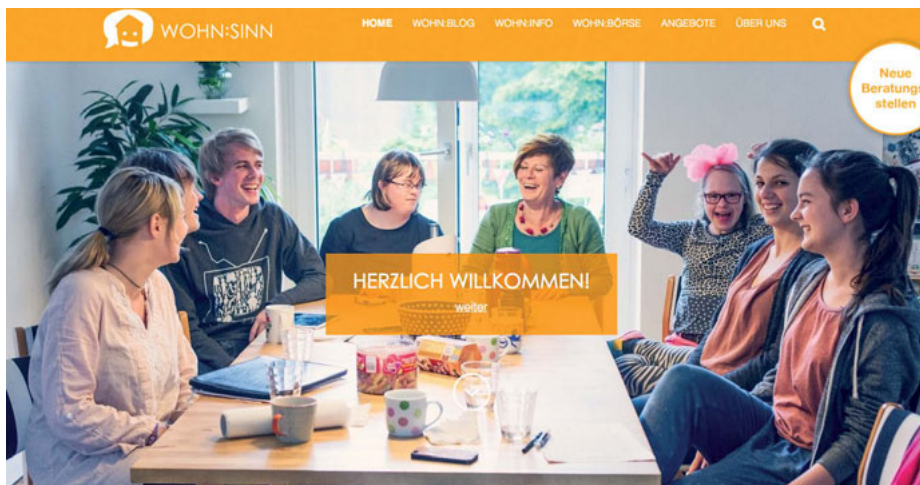 WOHN:SINN
HOME WOHN:BLOG WOHN:INFO WOHN:BÖRSE ANGEBOTE ÜBER UNS
Neue
Beratungs
stellen
HERZLICH WILLKOMMEN!
weiter